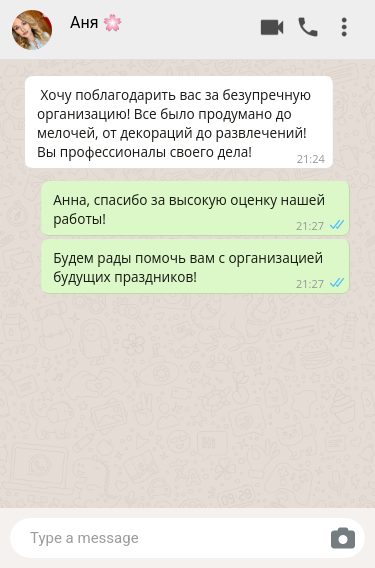 Аня 🌸
Хочу поблагодарить вас за безупречную
организацию! Все было продумано до
мелочей, от декораций до развлечений!
Вы профессионалы своего дела!
21:24
Анна, спасибо за высокую оценку нашей
работы!
21:27
Будем рады помочь вам с организацией
будущих праздников!
21:27
Type a message